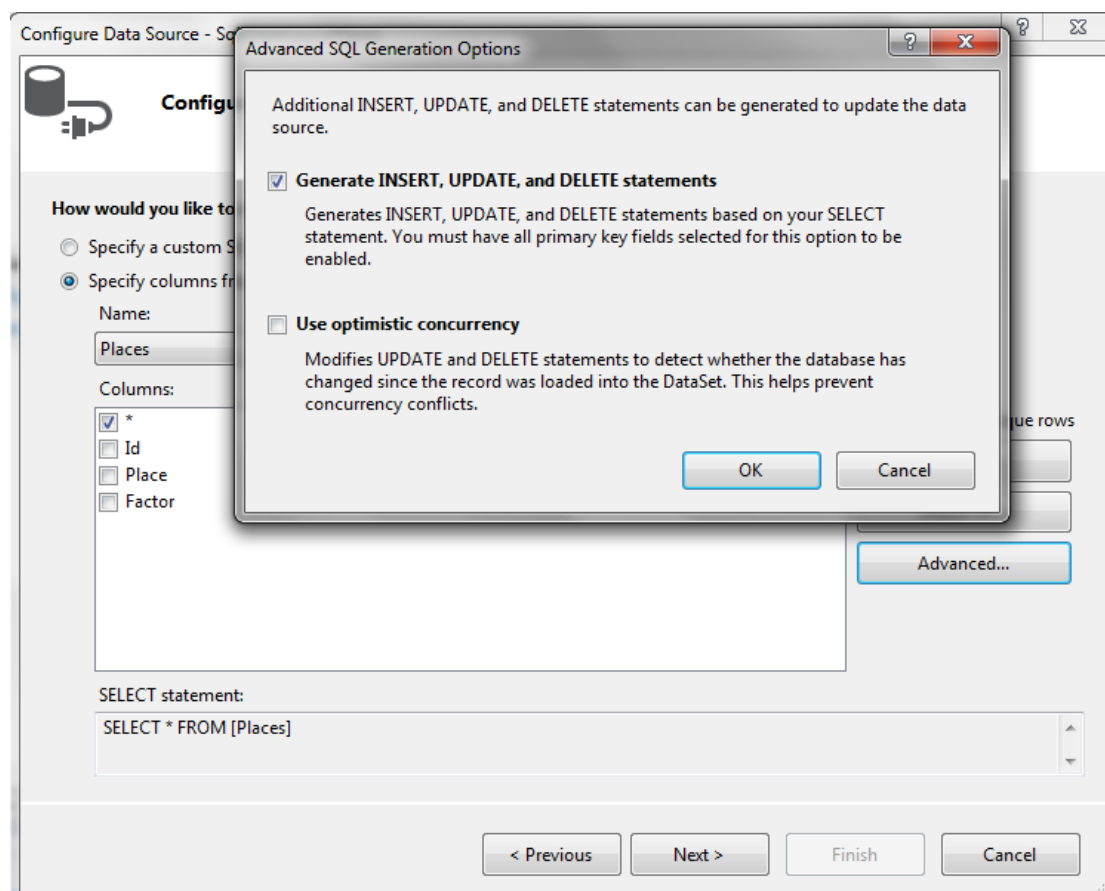 Configure Data Source - Sq
Advanced SQL Generation Options
Configu
Additional INSERT, UPDATE, and DELETE statements can be generated to update the data
source.
Generate INSERT, UPDATE, and DELETE statements
Generates INSERT, UPDATE, and DELETE statements based on your SELECT
statement. You must have all primary key fields selected for this option to be
enabled.
How would you like to
Specify a custom S
Specify columns fr
Name:
Places
Use optimistic concurrency
Modifies UPDATE and DELETE statements to detect whether the database has
changed since the record was loaded into the DataSet. This helps prevent
concurrency conflicts.
Columns:
*
Id
Place
Factor
que rows
OK
Cancel
Advanced...
SELECT statement:
SELECT * FROM [Places]
< Previous
Next >
Finish
Cancel